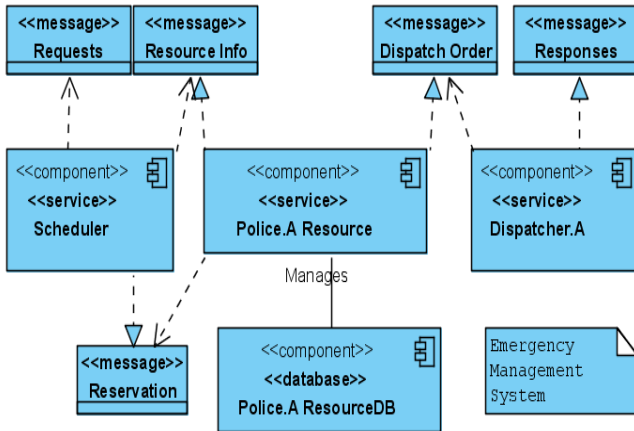 <<message>>
Requests
<<message>>
Resource Info
<<message>>
Dispatch Order
<<message>>
Responses
<<component>>
<<service>>
Scheduler
<<component>>
<<service>>
Police.A Resource
<<component>>
<<service>>
Dispatcher.A
Manages
<<message>>
Reservation
<<component>>
<<database>>
Police.A ResourceDB
Emergency
Management
System